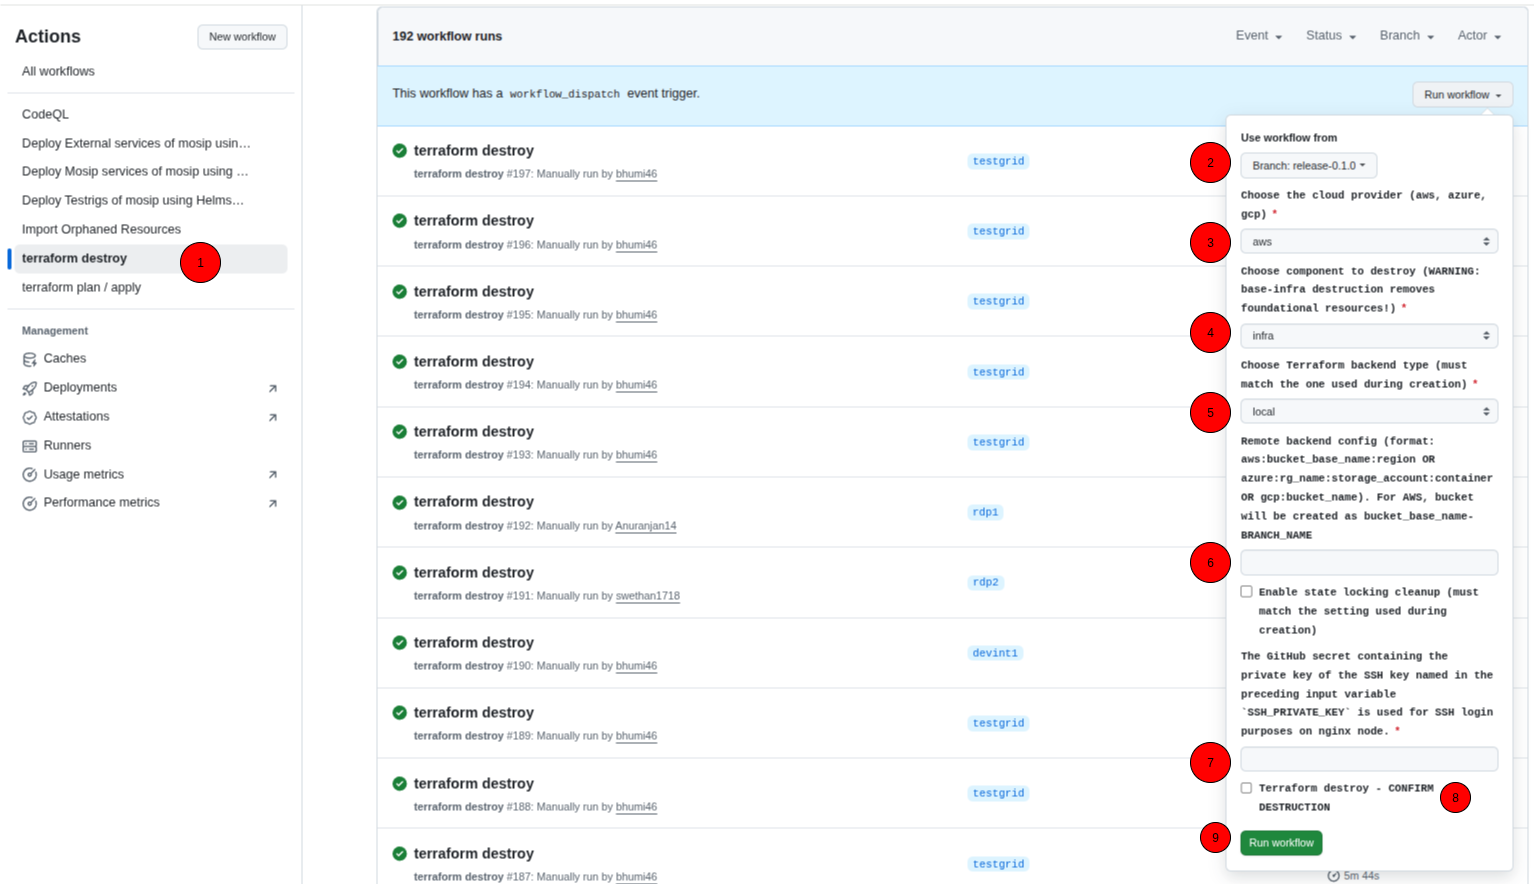 Actions
New workflow
All workflows
CodeQL
Deploy External services of mosip usin...
Deploy Mosip services of mosip using ...
Deploy Testrigs of mosip using Helms...
Import Orphaned Resources
terraform destroy
1
terraform plan / apply
Management
Caches
Deployments
Attestations
Runners
Usage metrics
Performance metrics
192 workflow runs
Event
Status
Branch
Actor
This workflow has a workflow_dispatch event trigger.
Run workflow
terraform destroy
testgrid
terraform destroy #197: Manually run by bhumi46
terraform destroy
testgrid
terraform destroy #196: Manually run by bhumi46
terraform destroy
testgrid
terraform destroy #195: Manually run by bhumi46
terraform destroy
testgrid
terraform destroy #194: Manually run by bhumi46
terraform destroy
testgrid
terraform destroy #193: Manually run by bhumi46
terraform destroy
rdp1
terraform destroy #192: Manually run by Anuranjan14
terraform destroy
rdp2
terraform destroy #191: Manually run by swethan1718
terraform destroy
devint1
terraform destroy #190: Manually run by bhumi46
terraform destroy
testgrid
terraform destroy #189: Manually run by bhumi46
terraform destroy
testgrid
terraform destroy #188: Manually run by bhumi46
terraform destroy
testgrid
terraform destroy #187: Manually run by bhumi46
5m 44s
Use workflow from
2
Branch: release-0.1.0
Choose the cloud provider (aws, azure,
gcp) *
3
aws
Choose component to destroy (WARNING:
base-infra destruction removes
foundational resources!) *
4
infra
Choose Terraform backend type (must
match the one used during creation) *
5
local
Remote backend config (format:
aws:bucket_base_name:region OR
azure:rg_name:storage_account:container
OR gcp:bucket_name). For AWS, bucket
will be created as bucket_base_name-
BRANCH_NAME
6
Enable state locking cleanup (must
match the setting used during
creation)
The GitHub secret containing the
private key of the SSH key named in the
preceding input variable
`SSH_PRIVATE_KEY` is used for SSH login
purposes on nginx node. *
7
Terraform destroy - CONFIRM
DESTRUCTION
8
9
Run workflow